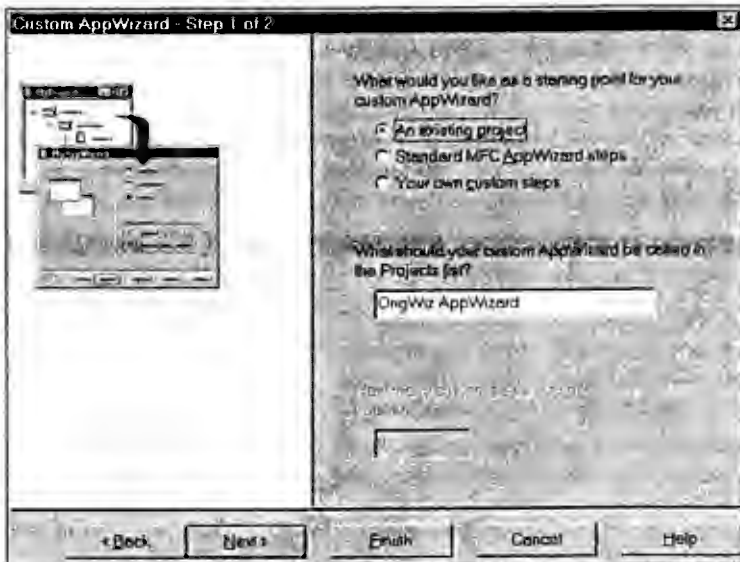 Custom AppWizard - Step 1 of 2
What would you like as a starting point for your
custom AppWizard?
An existing project
Standard MFC AppWizard steps
Your own custom steps
What should your custom AppWizard be called in
the Projects list?
OrigWiz AppWizard
< Back
Next >
Finish
Cancel
Help